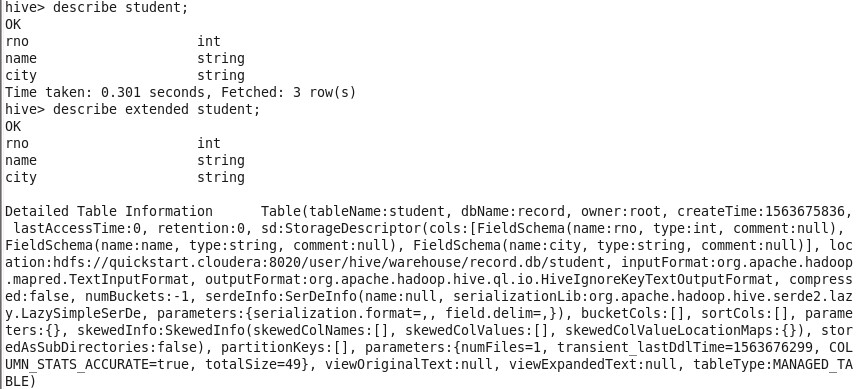 hive> describe student;
OK
rno                     int
name                    string
city                    string
Time taken: 0.301 seconds, Fetched: 3 row(s)
hive> describe extended student;
OK
rno                     int
name                    string
city                    string

Detailed Table Information      Table(tableName:student, dbName:record, owner:root, createTime:1563675836,
 lastAccessTime:0, retention:0, sd:StorageDescriptor(cols:[FieldSchema(name:rno, type:int, comment:null),
FieldSchema(name:name, type:string, comment:null), FieldSchema(name:city, type:string, comment:null)], loc
ation:hdfs://quickstart.cloudera:8020/user/hive/warehouse/record.db/student, inputFormat:org.apache.hadoop
.mapred.TextInputFormat, outputFormat:org.apache.hadoop.hive.ql.io.HiveIgnoreKeyTextOutputFormat, compress
ed:false, numBuckets:-1, serdeInfo:SerDeInfo(name:null, serializationLib:org.apache.hadoop.hive.serde2.laz
y.LazySimpleSerDe, parameters:{serialization.format=,, field.delim=,}), bucketCols:[], sortCols:[], parame
ters:{}, skewedInfo:SkewedInfo(skewedColNames:[], skewedColValues:[], skewedColValueLocationMaps:{}), stor
edAsSubDirectories:false), partitionKeys:[], parameters:{numFiles=1, transient_lastDdlTime=1563676299, COL
UMN_STATS_ACCURATE=true, totalSize=49}, viewOriginalText:null, viewExpandedText:null, tableType:MANAGED_TA
BLE)